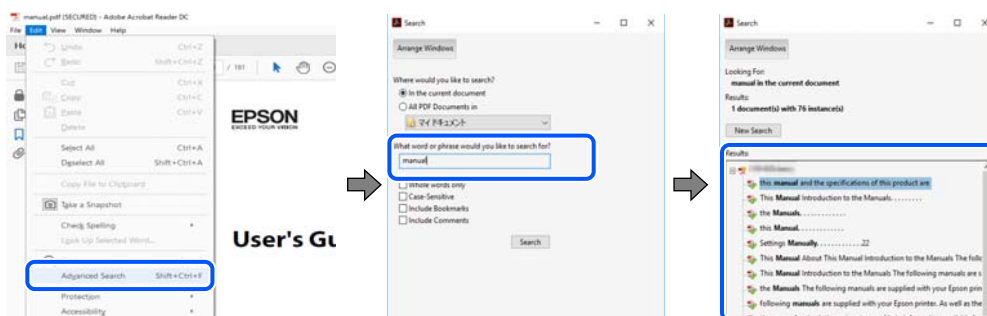 manual.pdf (SECURED) - Adobe Acrobat Reader DC
File Edit View Window Help
Undo Ctrl+Z
Redo Shift+Ctrl+Z
Cut Ctrl+X
Copy Ctrl+C
Paste Ctrl+V
Delete
Select All Ctrl+A
Deselect All Shift+Ctrl+A
Copy File to Clipboard
Take a Snapshot
Check Spelling
Look Up Selected Word...
Advanced Search Shift+Ctrl+F
Protection
Accessibility
/ 181
EPSON
EXCEED YOUR VISION
User's Gu
Search
Arrange Windows
Where would you like to search?
In the current document
All PDF Documents in
マイ ドキュメント
What word or phrase would you like to search for?
manual
Whole words only
Case-Sensitive
Include Bookmarks
Include Comments
Search
Search
Arrange Windows
Looking For:
manual in the current document
Results:
1 document(s) with 76 instance(s)
New Search
Results:
this manual and the specifications of this product are
This Manual Introduction to the Manuals. . . . . . . . .
the Manuals. . . . . . . . . . . . .
this Manual. . . . . . . . . . . . .
Settings Manually. . . . . . . . . . . . 22
This Manual About This Manual Introduction to the Manuals The follo
This Manual Introduction to the Manuals The following manuals are s
the Manuals The following manuals are supplied with your Epson prin
following manuals are supplied with your Epson printer. As well as the